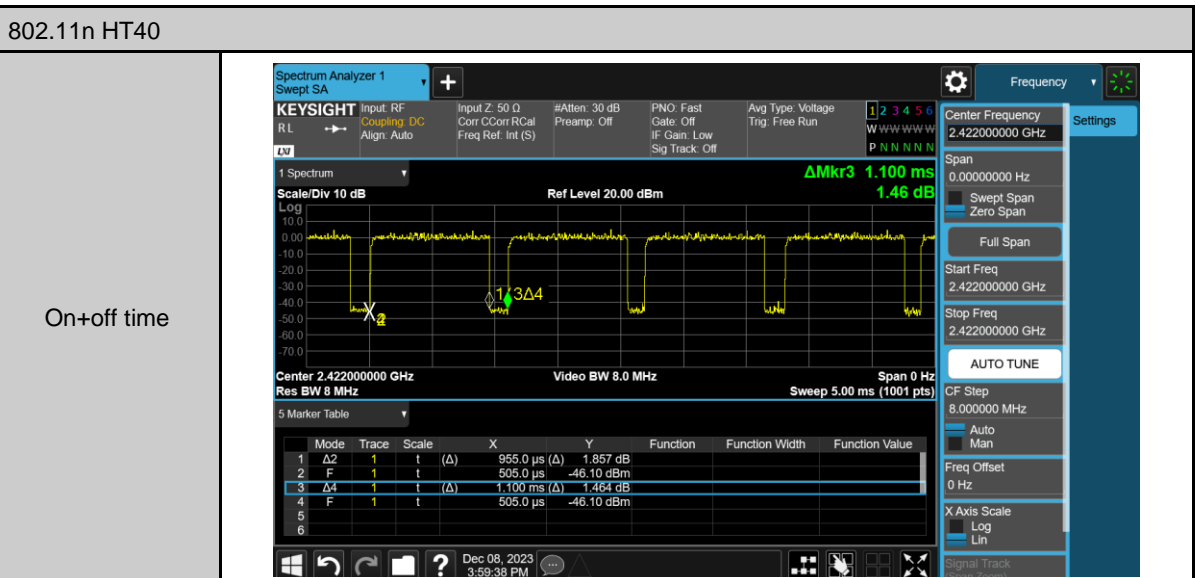 802.11n HT40
On+off time
Spectrum Analyzer 1
Swept SA
+
Frequency
KEYSIGHT
RL
LXI
Input: RF
Coupling: DC
Align: Auto
Input Z: 50 Ω
Corr CCorr RCal
Freq Ref: Int (S)
#Atten: 30 dB
Preamp: Off
PNO: Fast
Gate: Off
IF Gain: Low
Sig Track: Off
Avg Type: Voltage
Trig: Free Run
1 2 3 4 5 6
W W W W W W
P N N N N N
1 Spectrum
ΔMkr3 1.100 ms
1.46 dB
Scale/Div 10 dB
Ref Level 20.00 dBm
Log
10.0
0.00
-10.0
-20.0
-30.0
-40.0
-50.0
-60.0
-70.0
3Δ4
Center 2.422000000 GHz
Video BW 8.0 MHz
Span 0 Hz
Res BW 8 MHz
Sweep 5.00 ms (1001 pts)
5 Marker Table
Mode Trace Scale X Y Function Function Width Function Value
1 Δ2 1 t (Δ) 955.0 µs (Δ) 1.857 dB
2 F 1 t 505.0 µs -46.10 dBm
3 Δ4 1 t (Δ) 1.100 ms (Δ) 1.464 dB
4 F 1 t 505.0 µs -46.10 dBm
5
6
?
Dec 08, 2023
3:59:38 PM
Center Frequency
2.422000000 GHz
Settings
Span
0.00000000 Hz
Swept Span
Zero Span
Full Span
Start Freq
2.422000000 GHz
Stop Freq
2.422000000 GHz
AUTO TUNE
CF Step
8.000000 MHz
Auto
Man
Freq Offset
0 Hz
X Axis Scale
Log
Lin
Signal Track
(Span Zoom)